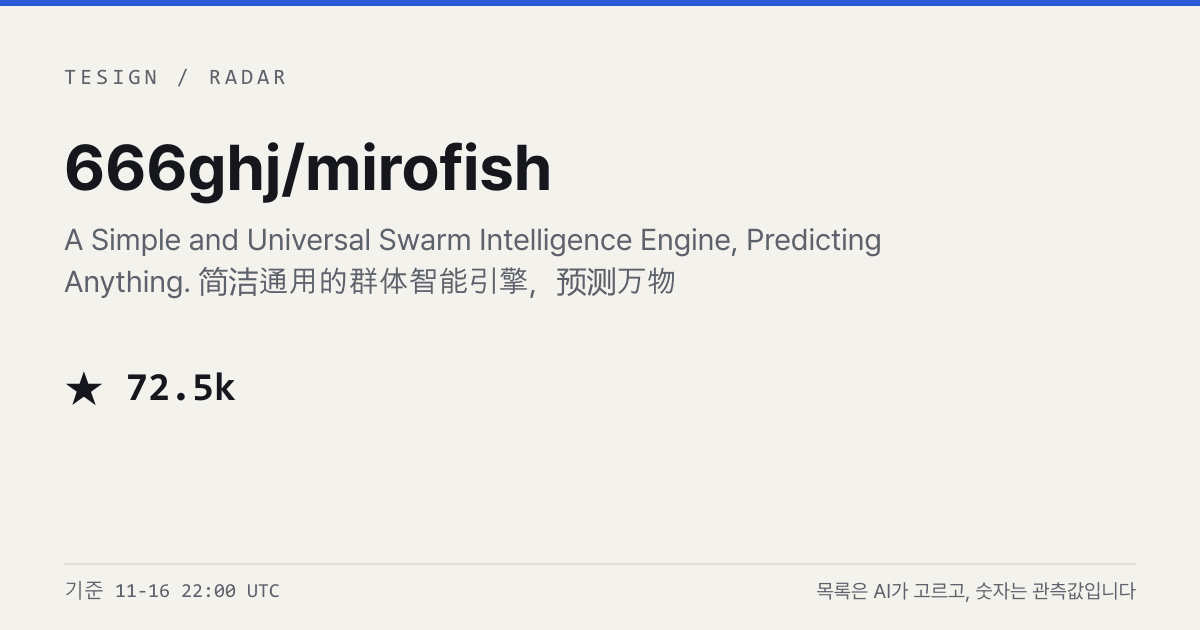 TESIGN / RADAR
666ghj/mirofish
A Simple and Universal Swarm Intelligence Engine, Predicting
Anything. 简洁通用的群体智能引擎，预测万物
★ 72.5k
기준 11-16 22:00 UTC
목록은 AI가 고르고, 숫자는 관측값입니다